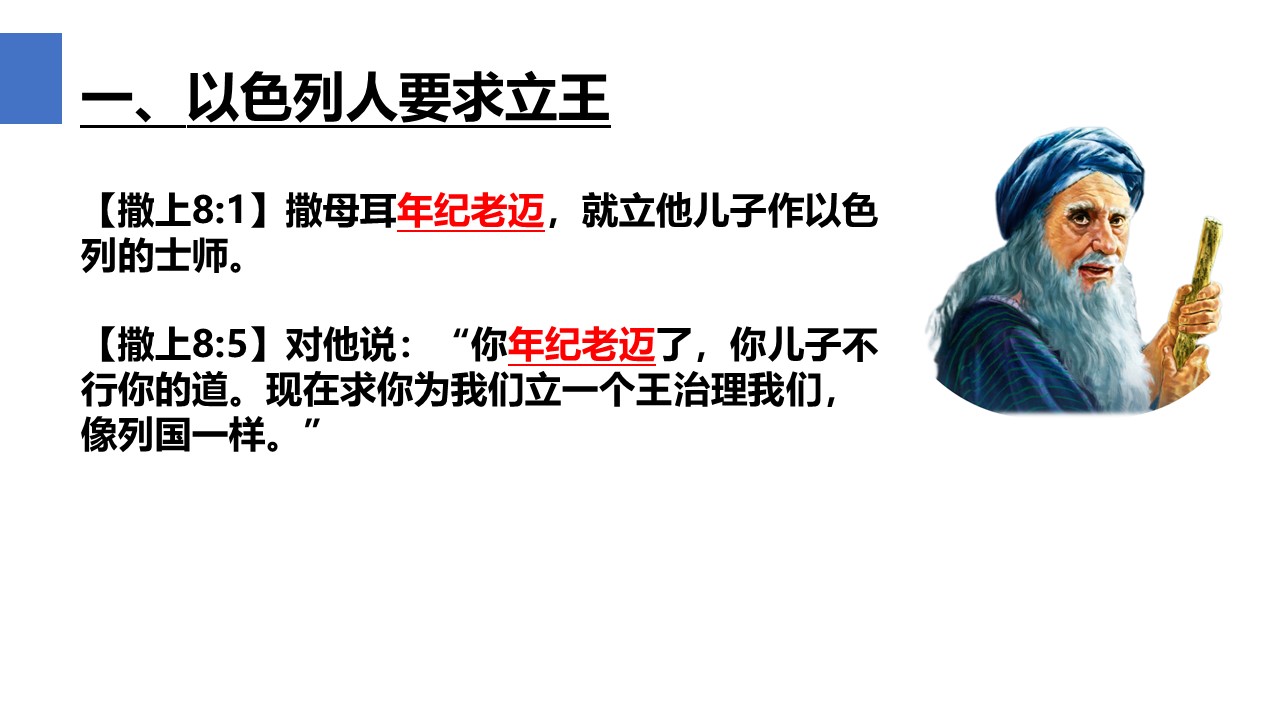 一、以色列人要求立王
【撒上8:1】撒母耳年纪老迈，就立他儿子作以色
列的士师。
【撒上8:5】对他说：“你年纪老迈了，你儿子不
行你的道。现在求你为我们立一个王治理我们，
像列国一样。”